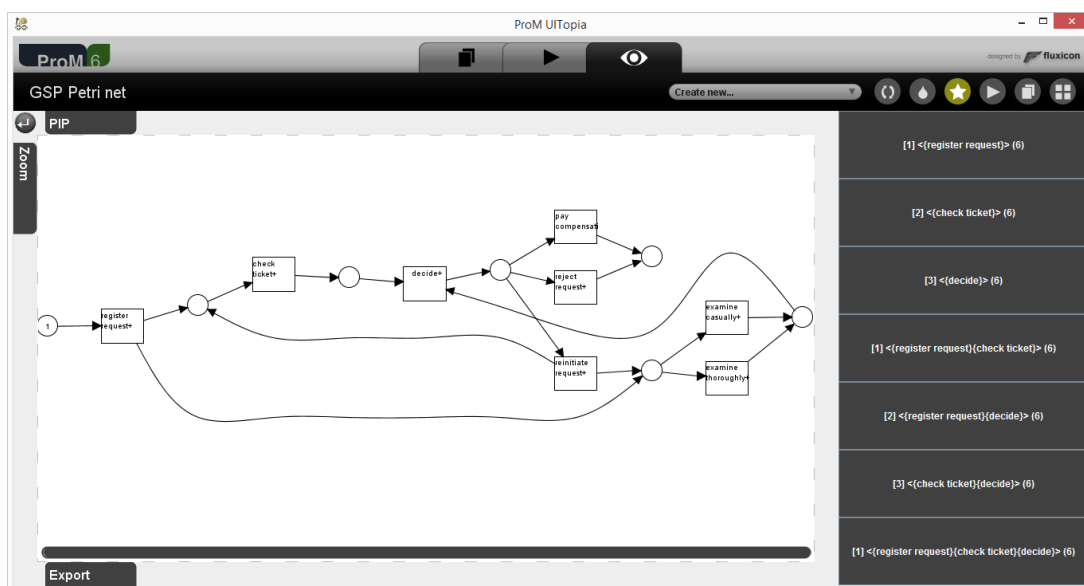 ProM UITopia
ProM 6
designed by fluxicon
GSP Petri net
Create new...
PIP
Zoom
[1] <{register request}> (6)
[2] <{check ticket}> (6)
[3] <{decide}> (6)
[1] <{register request}{check ticket}> (6)
[2] <{register request}{decide}> (6)
[3] <{check ticket}{decide}> (6)
[1] <{register request}{check ticket}{decide}> (6)
pay
compensati
check
ticket+
decide+
reject
request+
1
register
request+
examine
casually+
reinitiate
request+
examine
thoroughly+
Export